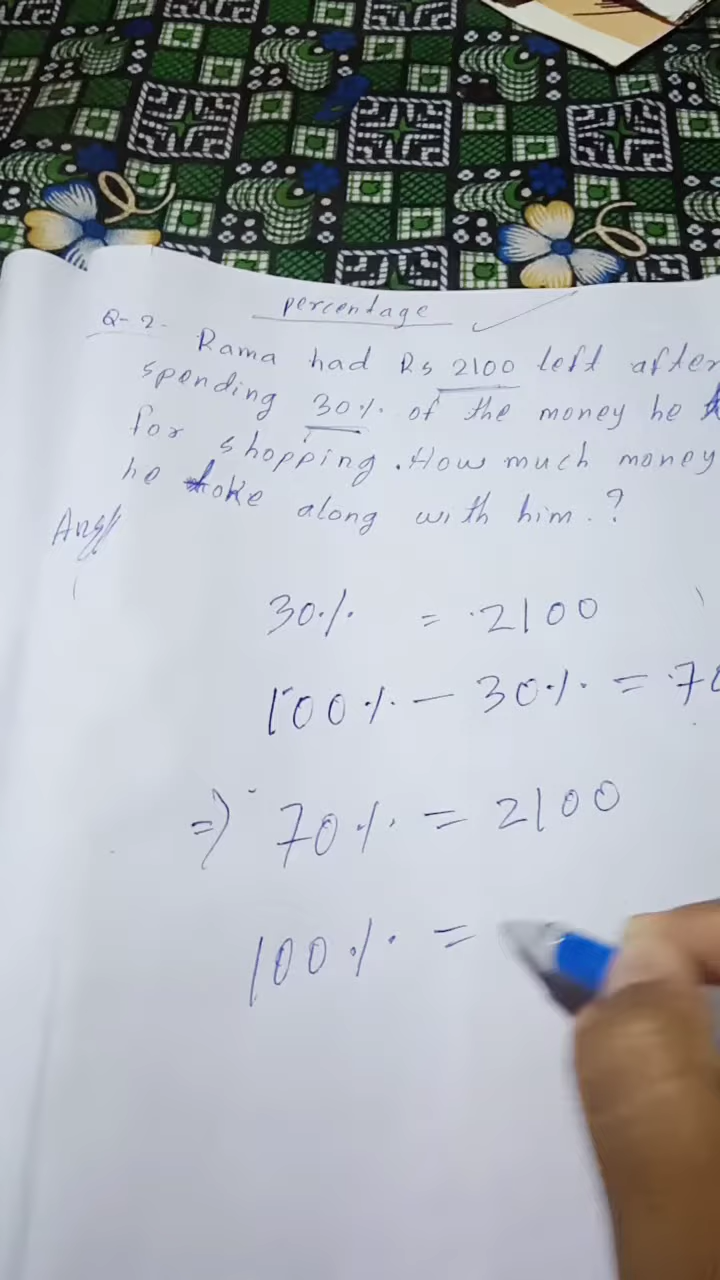 percentage
Q-2. Rama had Rs 2100 left after
spending 30% of the money he
for shopping. How much money
he toke along with him.?
Ans
30% = 2100
100% - 30% = 70
=> 70% = 2100
100% =